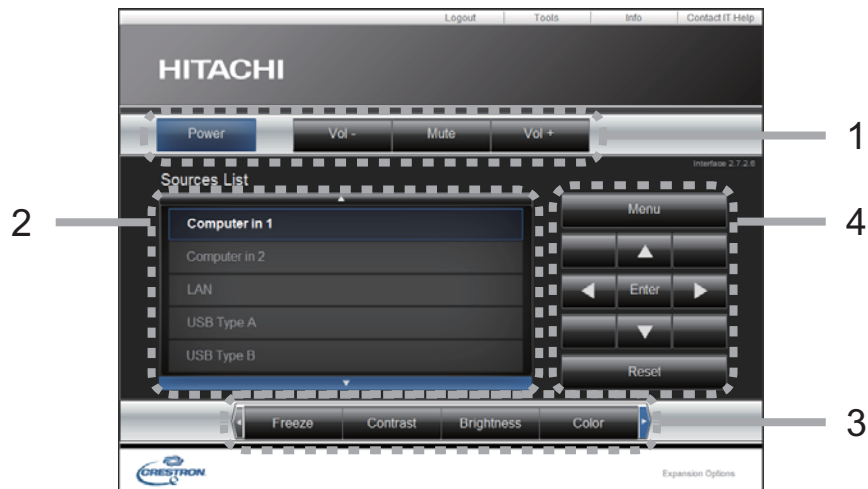 Logout Tools Info Contact IT Help
HITACHI
Power Vol - Mute Vol +
1
Interface 2.7.2.6
Sources List
2
Computer in 1
Computer in 2
LAN
USB Type A
USB Type B
Menu
4
Enter
Reset
Freeze Contrast Brightness Color
3
CRESTRON
Expansion Options